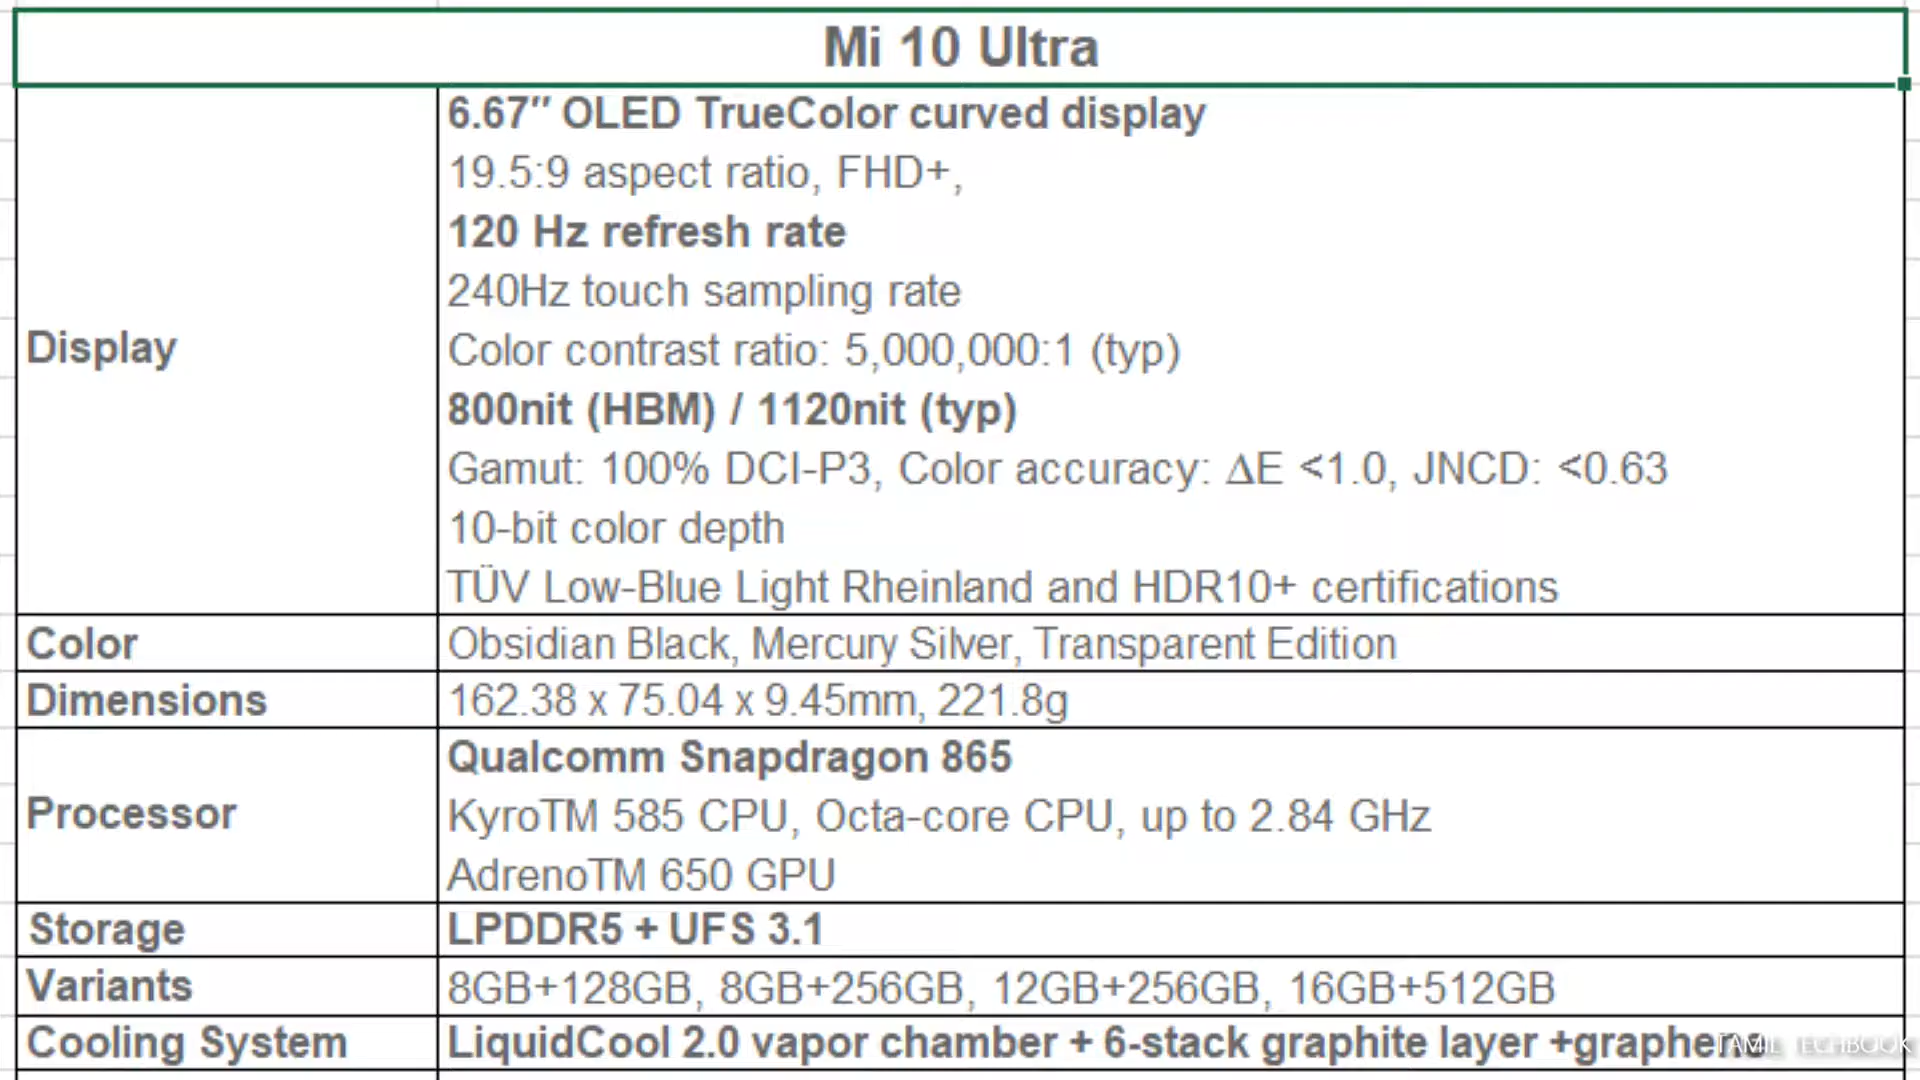 Mi 10 Ultra
Display
6.67″ OLED TrueColor curved display
19.5:9 aspect ratio, FHD+,
120 Hz refresh rate
240Hz touch sampling rate
Color contrast ratio: 5,000,000:1 (typ)
800nit (HBM) / 1120nit (typ)
Gamut: 100% DCI-P3, Color accuracy: ΔE <1.0, JNCD: <0.63
10-bit color depth
TÜV Low-Blue Light Rheinland and HDR10+ certifications
Color Obsidian Black, Mercury Silver, Transparent Edition
Dimensions 162.38 x 75.04 x 9.45mm, 221.8g
Processor
Qualcomm Snapdragon 865
KyroTM 585 CPU, Octa-core CPU, up to 2.84 GHz
AdrenoTM 650 GPU
Storage LPDDR5 + UFS 3.1
Variants 8GB+128GB, 8GB+256GB, 12GB+256GB, 16GB+512GB
Cooling System LiquidCool 2.0 vapor chamber + 6-stack graphite layer +graphene
TAMIL TECHBOOK